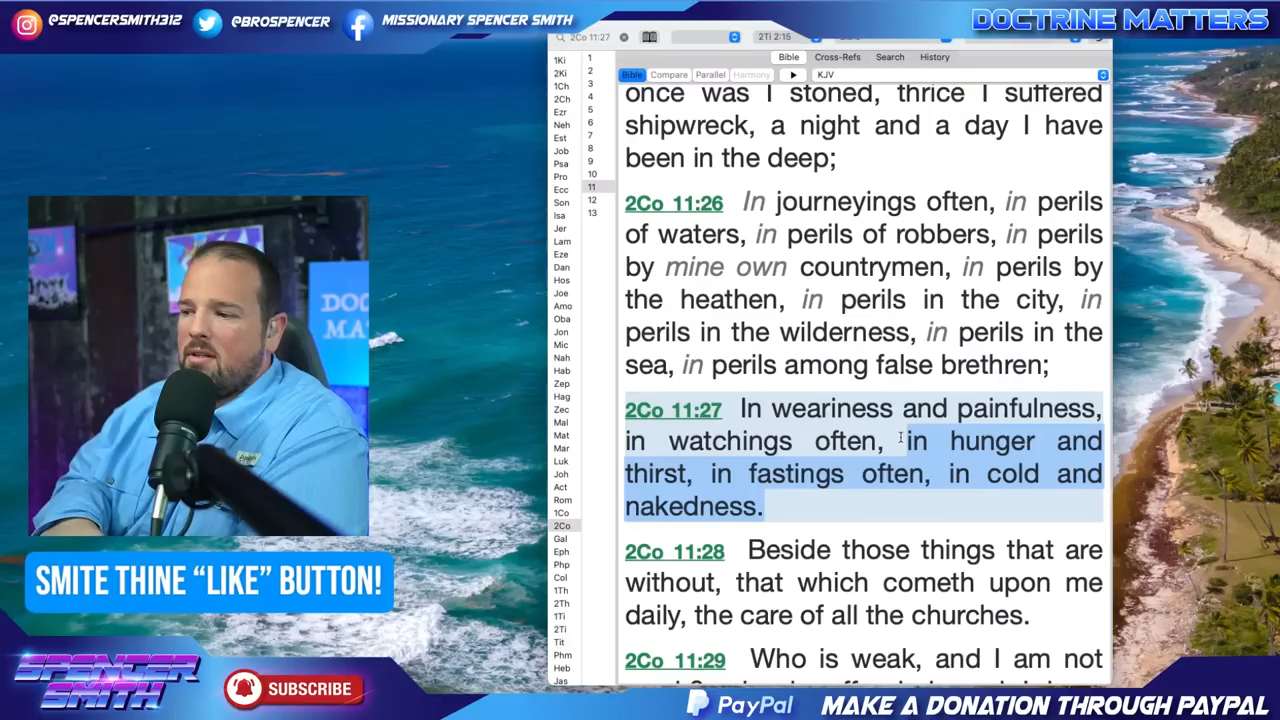 @SPENCERSMITH312
@BROSPENCER
MISSIONARY SPENCER SMITH
DOCTRINE MATTERS
2Co 11:27
2Ti 2:15
Bible Cross-Refs Search History
Bible Compare Parallel Harmony
KJV
1Ki
2Ki
1Ch
2Ch
Ezr
Neh
Est
Job
Psa
Pro
Ecc
Son
Isa
Jer
Lam
Eze
Dan
Hos
Joe
Amo
Oba
Jon
Mic
Nah
Hab
Zep
Hag
Zec
Mal
Mat
Mar
Luk
Joh
Act
Rom
1Co
2Co
Gal
Eph
Php
Col
1Th
2Th
1Ti
2Ti
Tit
Phm
Heb
Jas
1
2
3
4
5
6
7
8
9
10
11
12
13
once was I stoned, thrice I suffered
shipwreck, a night and a day I have
been in the deep;
2Co 11:26 In journeyings often, in perils
of waters, in perils of robbers, in perils
by mine own countrymen, in perils by
the heathen, in perils in the city, in
perils in the wilderness, in perils in the
sea, in perils among false brethren;
2Co 11:27 In weariness and painfulness,
in watchings often, in hunger and
thirst, in fastings often, in cold and
nakedness.
2Co 11:28 Beside those things that are
without, that which cometh upon me
daily, the care of all the churches.
2Co 11:29 Who is weak, and I am not
DOC
MA
SMITE THINE “LIKE” BUTTON!
SPENCER
SMITH
SUBSCRIBE
PayPal
MAKE A DONATION THROUGH PAYPAL